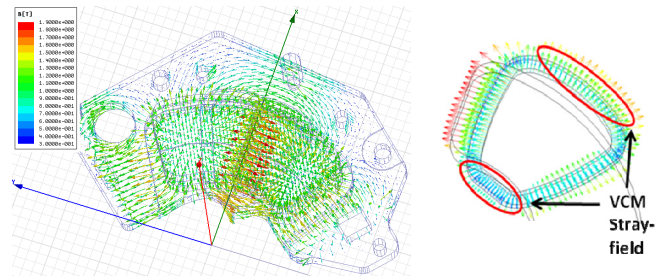 B[T]
1.9000e+000
1.8000e+000
1.7000e+000
1.6000e+000
1.5000e+000
1.4000e+000
1.3000e+000
1.2000e+000
1.1000e+000
1.0000e+000
9.0000e-001
8.0000e-001
7.0000e-001
6.0000e-001
5.0000e-001
4.0000e-001
3.0000e-001
X
Y
VCM
Stray-
field